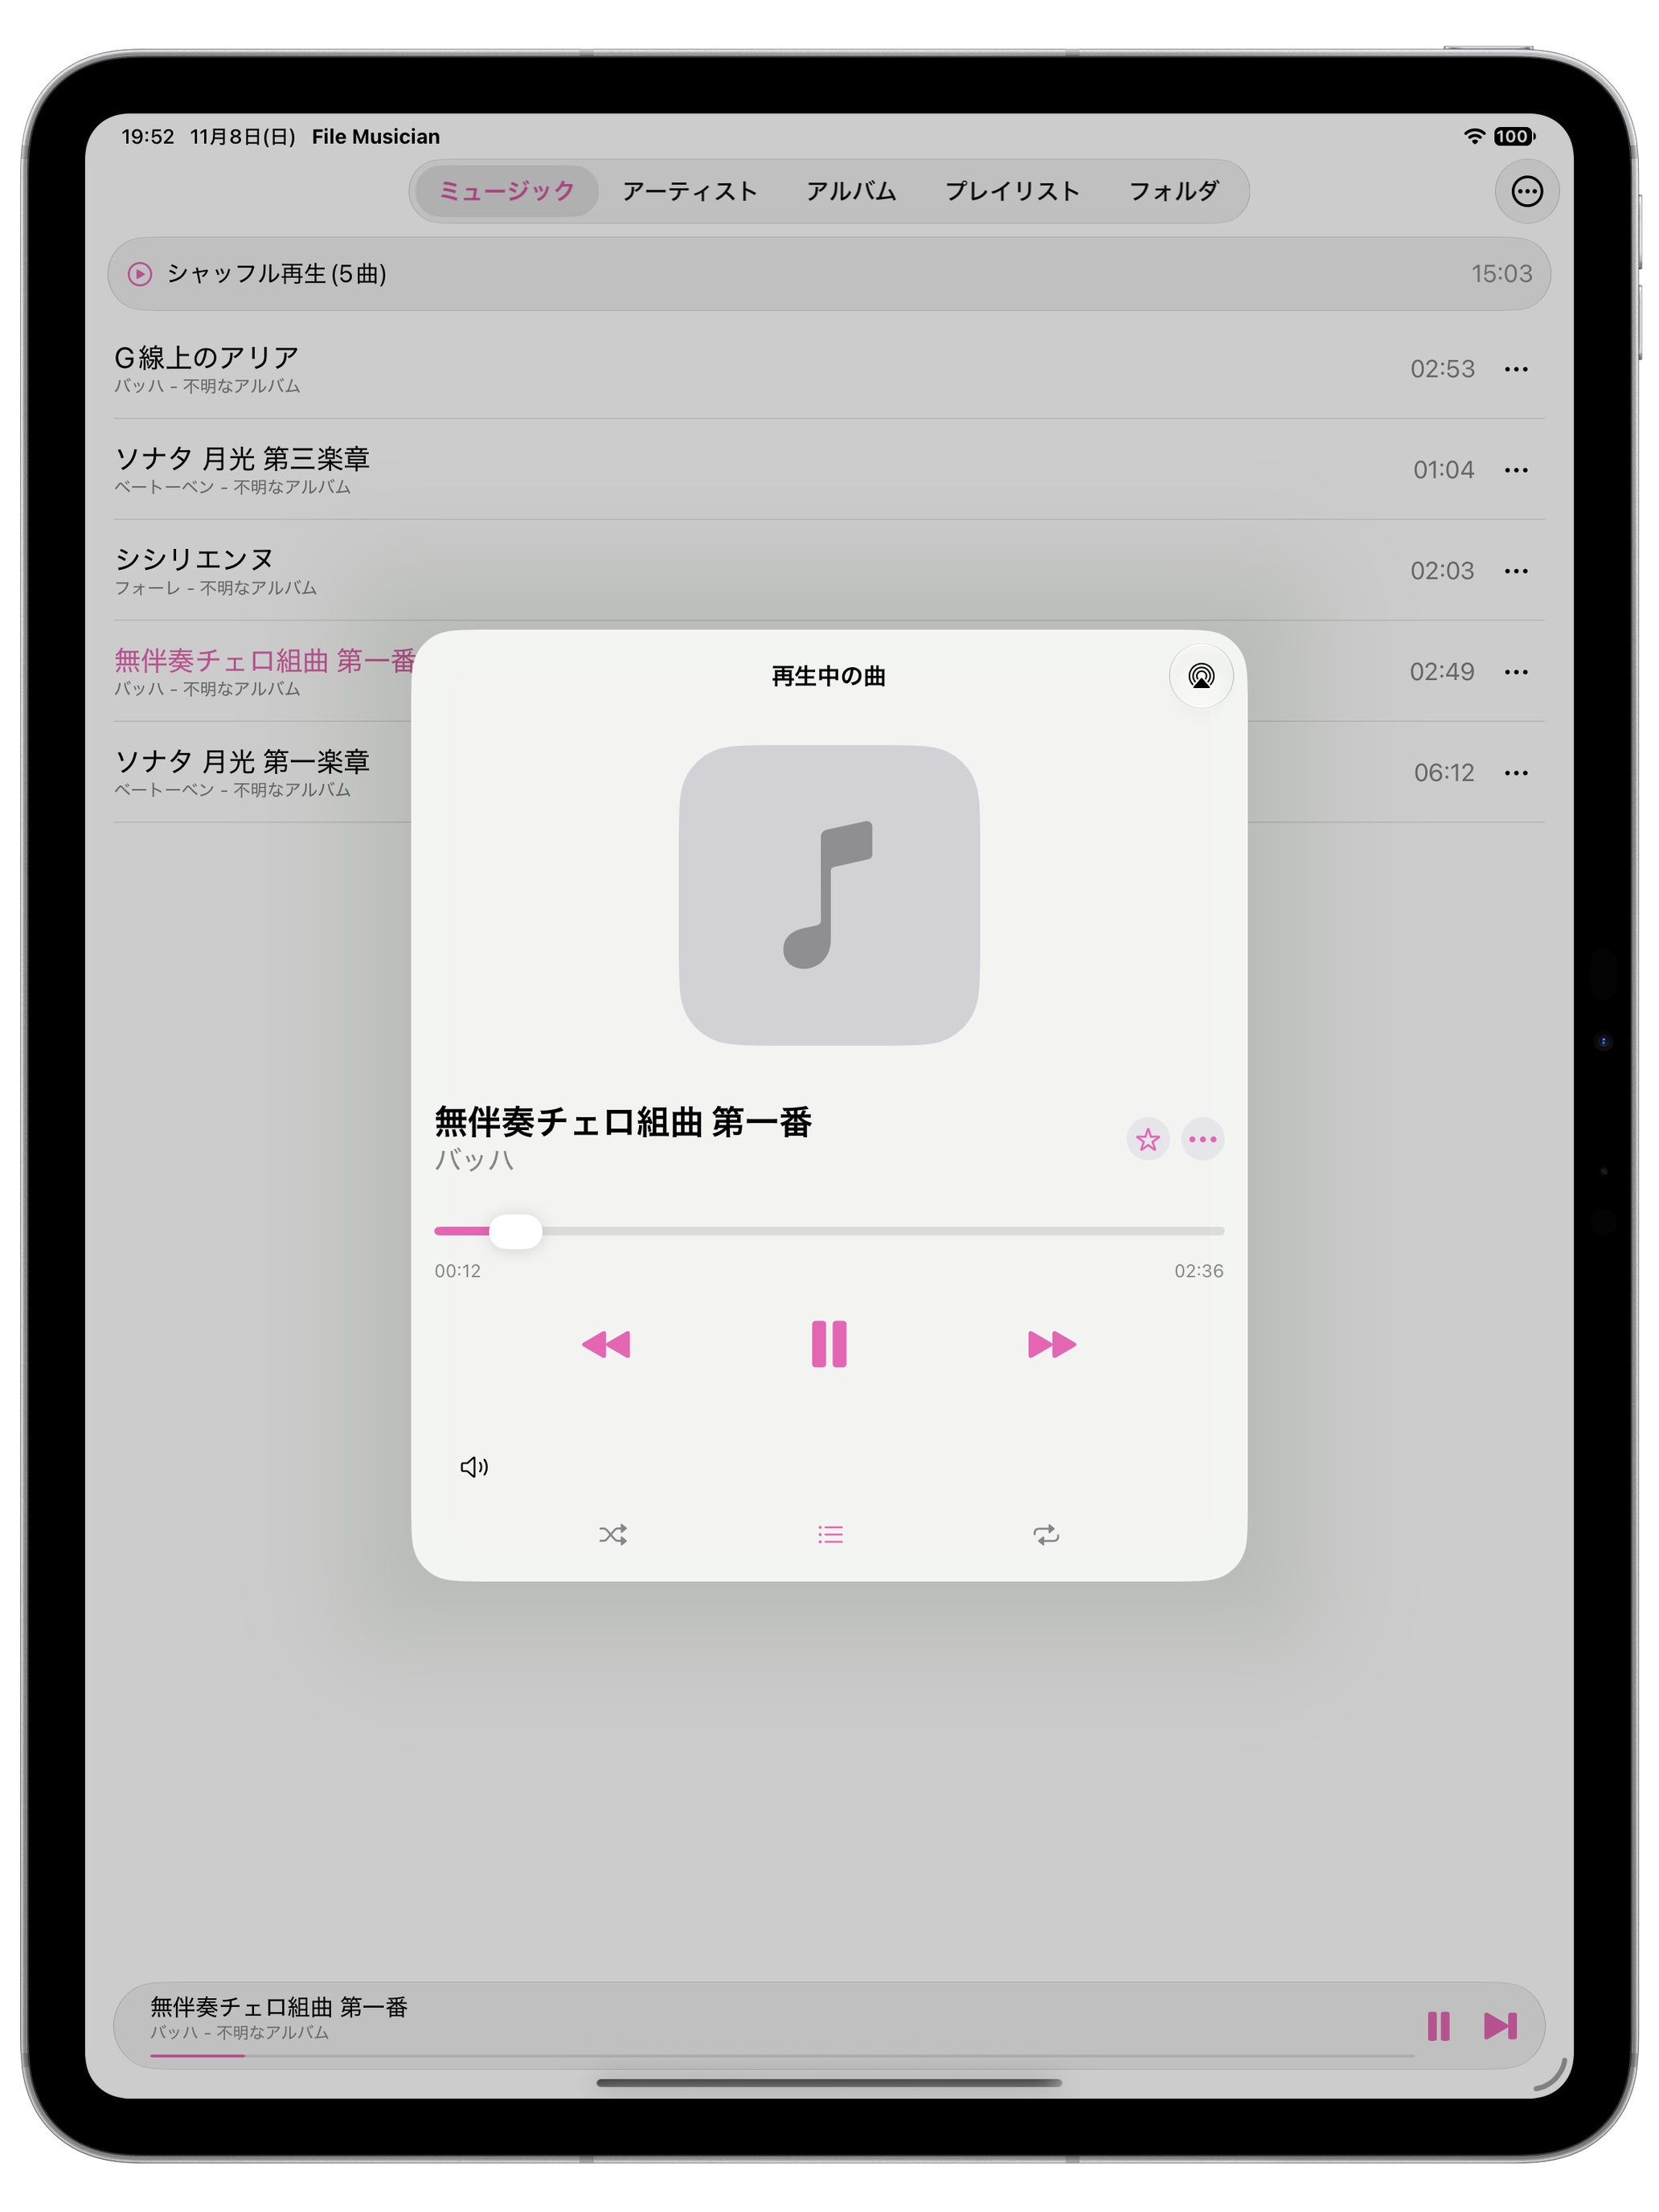 19:52 11月8日(日) File Musician
100
ミュージック アーティスト アルバム プレイリスト フォルダ
シャッフル再生(5曲) 15:03
G線上のアリア
バッハ - 不明なアルバム
02:53
ソナタ 月光 第三楽章
ベートーベン - 不明なアルバム
01:04
シシリエンヌ
フォーレ - 不明なアルバム
02:03
無伴奏チェロ組曲 第一番
バッハ - 不明なアルバム
02:49
ソナタ 月光 第一楽章
ベートーベン - 不明なアルバム
06:12
再生中の曲
無伴奏チェロ組曲 第一番
バッハ
00:12 02:36
無伴奏チェロ組曲 第一番
バッハ - 不明なアルバム